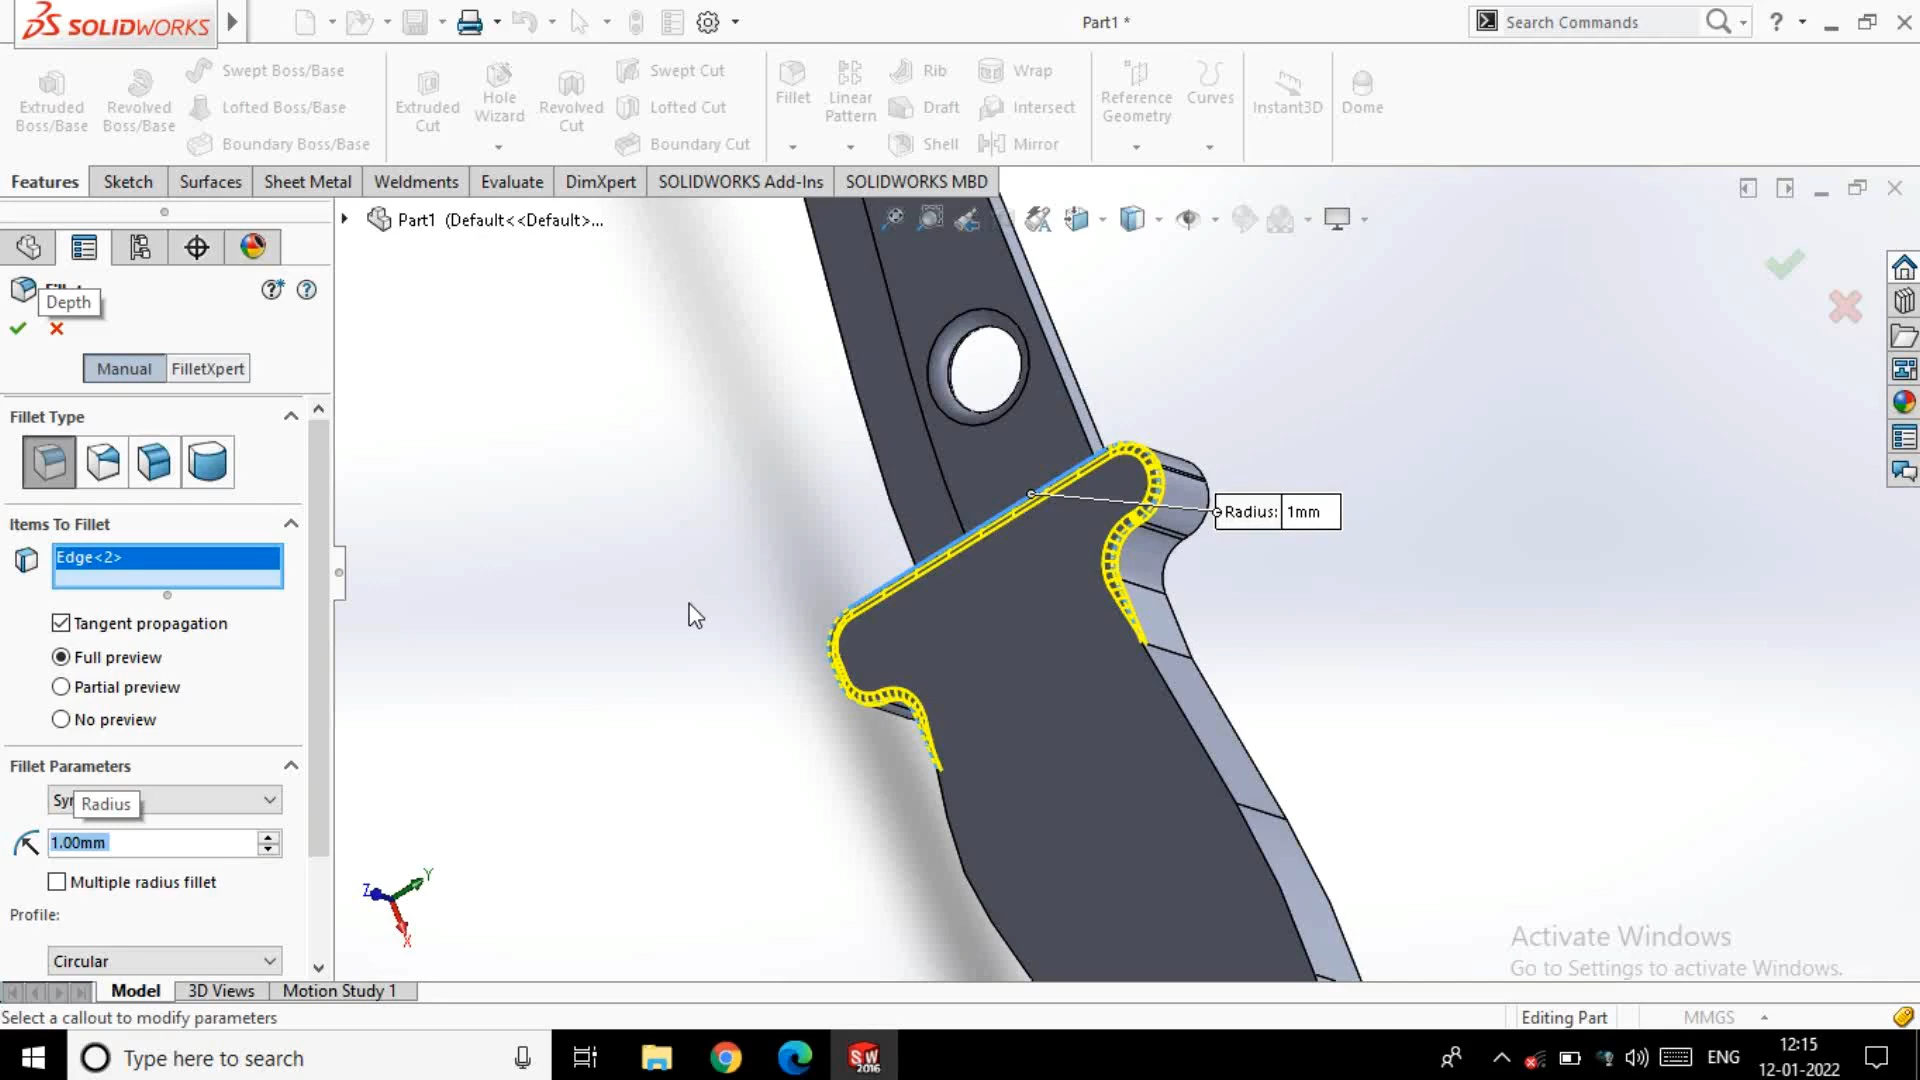 SOLIDWORKS
Part1 *
Search Commands
Extruded Boss/Base
Revolved Boss/Base
Swept Boss/Base
Lofted Boss/Base
Boundary Boss/Base
Extruded Cut
Hole Wizard
Revolved Cut
Swept Cut
Lofted Cut
Boundary Cut
Fillet
Linear Pattern
Rib
Draft
Shell
Wrap
Intersect
Mirror
Reference Geometry
Curves
Instant3D
Dome
Features
Sketch
Surfaces
Sheet Metal
Weldments
Evaluate
DimXpert
SOLIDWORKS Add-Ins
SOLIDWORKS MBD
Part1 (Default<<Default>...
Depth
Manual
FilletXpert
Fillet Type
Items To Fillet
Edge<2>
Tangent propagation
Full preview
Partial preview
No preview
Fillet Parameters
Radius
1.00mm
Multiple radius fillet
Profile:
Circular
Radius: 1mm
Z
Y
X
Activate Windows
Go to Settings to activate Windows.
Model
3D Views
Motion Study 1
Select a callout to modify parameters
Editing Part
MMGS
Type here to search
SW
2016
ENG
12:15
12-01-2022